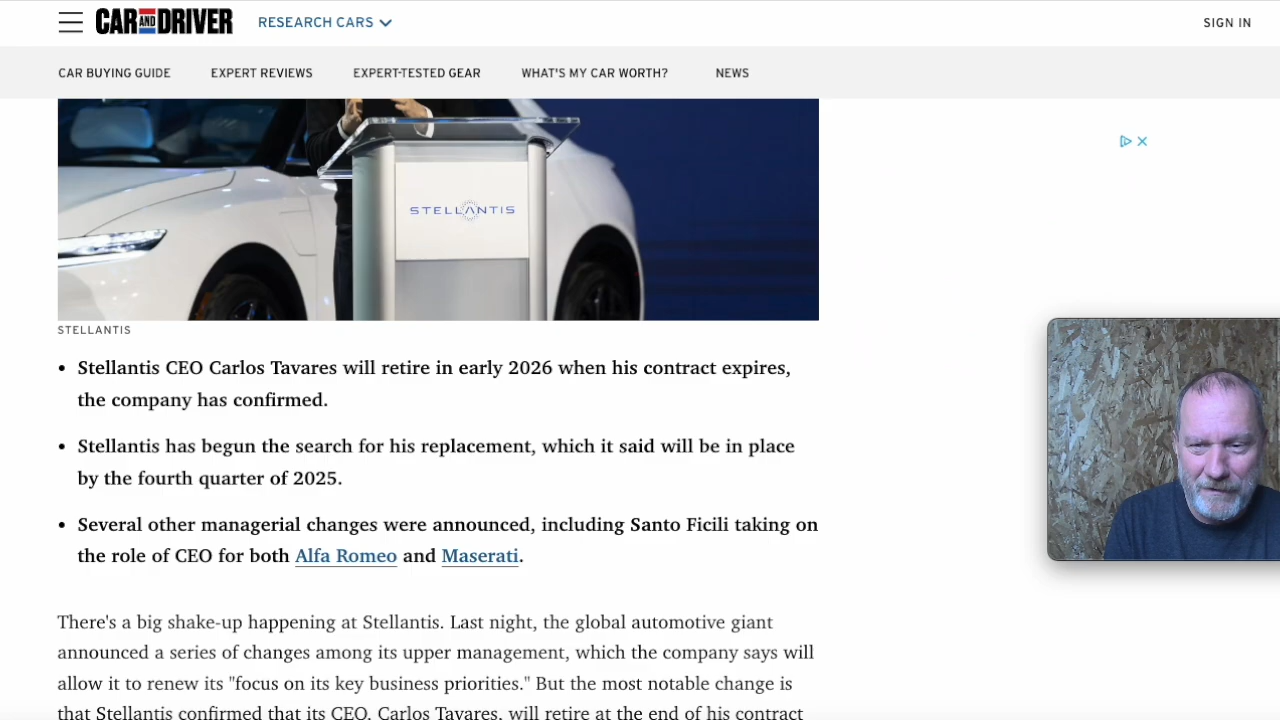 CAR AND DRIVER
RESEARCH CARS
SIGN IN
CAR BUYING GUIDE
EXPERT REVIEWS
EXPERT-TESTED GEAR
WHAT'S MY CAR WORTH?
NEWS
STELLANTIS
STELLANTIS
• Stellantis CEO Carlos Tavares will retire in early 2026 when his contract expires,
the company has confirmed.
• Stellantis has begun the search for his replacement, which it said will be in place
by the fourth quarter of 2025.
• Several other managerial changes were announced, including Santo Ficili taking on
the role of CEO for both Alfa Romeo and Maserati.
There's a big shake-up happening at Stellantis. Last night, the global automotive giant
announced a series of changes among its upper management, which the company says will
allow it to renew its "focus on its key business priorities." But the most notable change is
that Stellantis confirmed that its CEO, Carlos Tavares, will retire at the end of his contract